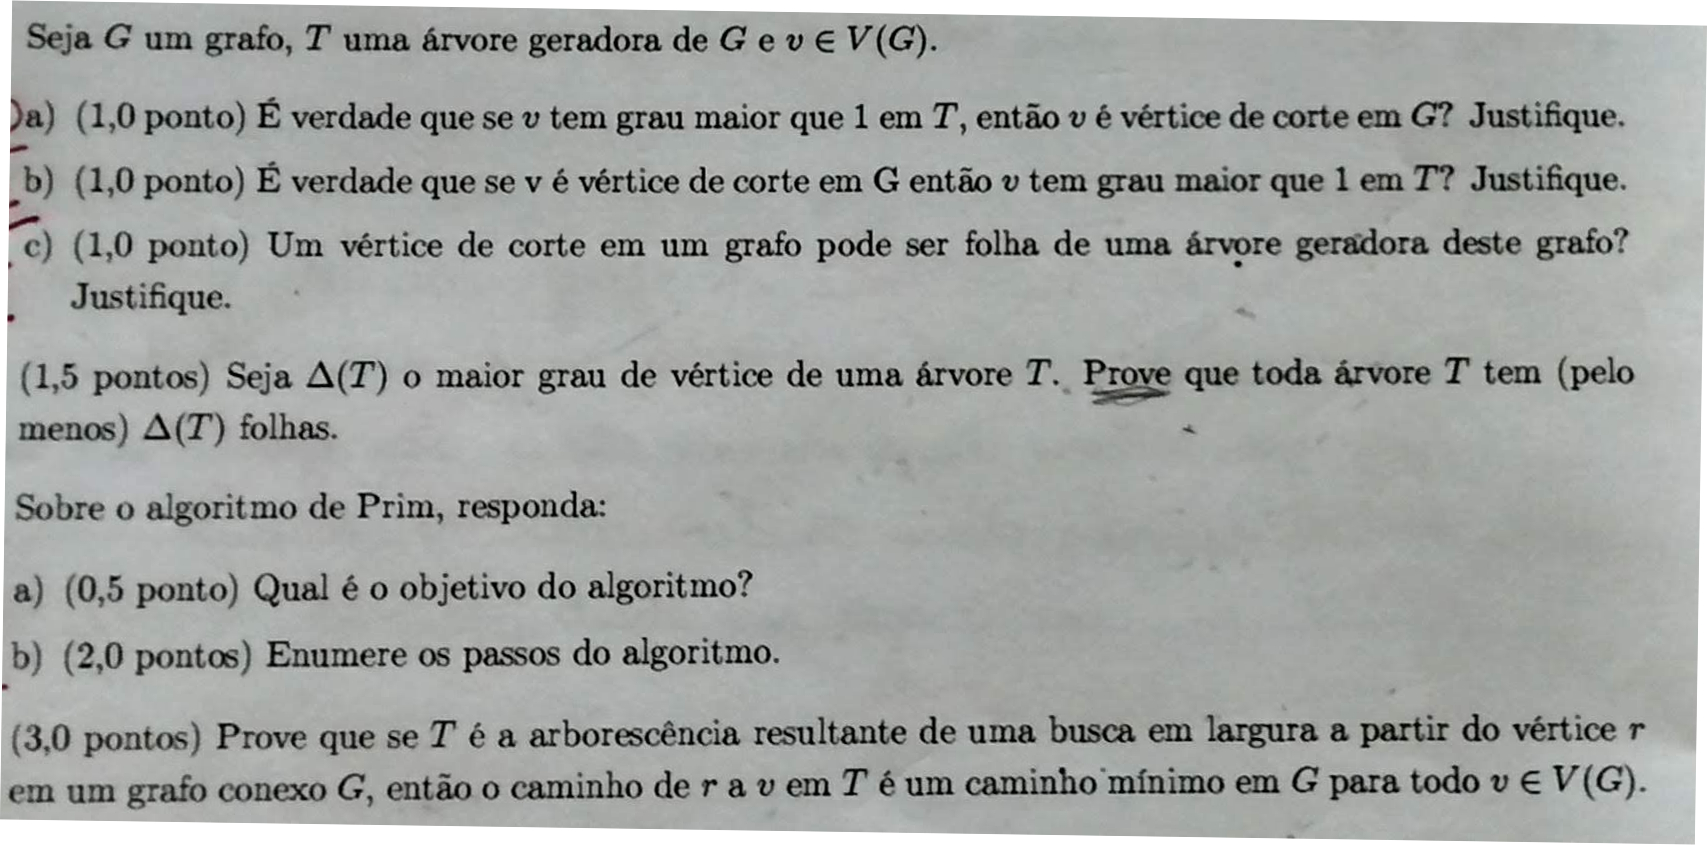 Seja G um grafo, T uma árvore geradora de G e v ∈ V(G).
a) (1,0 ponto) É verdade que se v tem grau maior que 1 em T, então v é vértice de corte em G? Justifique.
b) (1,0 ponto) É verdade que se v é vértice de corte em G então v tem grau maior que 1 em T? Justifique.
c) (1,0 ponto) Um vértice de corte em um grafo pode ser folha de uma árvore geradora deste grafo?
Justifique.
(1,5 pontos) Seja Δ(T) o maior grau de vértice de uma árvore T. Prove que toda árvore T tem (pelo
menos) Δ(T) folhas.
Sobre o algoritmo de Prim, responda:
a) (0,5 ponto) Qual é o objetivo do algoritmo?
b) (2,0 pontos) Enumere os passos do algoritmo.
(3,0 pontos) Prove que se T é a arborescência resultante de uma busca em largura a partir do vértice r
em um grafo conexo G, então o caminho de r a v em T é um caminho mínimo em G para todo v ∈ V(G).